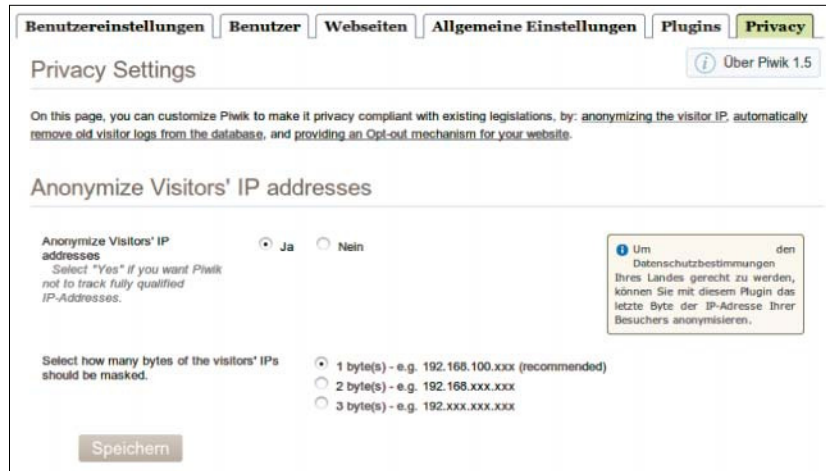 Benutzereinstellungen Benutzer Webseiten Allgemeine Einstellungen Plugins Privacy
Privacy Settings
Über Piwik 1.5
On this page, you can customize Piwik to make it privacy compliant with existing legislations, by: anonymizing the visitor IP, automatically
remove old visitor logs from the database, and providing an Opt-out mechanism for your website.
Anonymize Visitors' IP addresses
Anonymize Visitors' IP
addresses
Select "Yes" if you want Piwik
not to track fully qualified
IP-Addresses.
Ja Nein
Um den
Datenschutzbestimmungen
Ihres Landes gerecht zu werden,
können Sie mit diesem Plugin das
letzte Byte der IP-Adresse Ihrer
Besuchers anonymisieren.
Select how many bytes of the visitors' IPs
should be masked.
1 byte(s) - e.g. 192.168.100.xxx (recommended)
2 byte(s) - e.g. 192.168.xxx.xxx
3 byte(s) - e.g. 192.xxx.xxx.xxx
Speichern